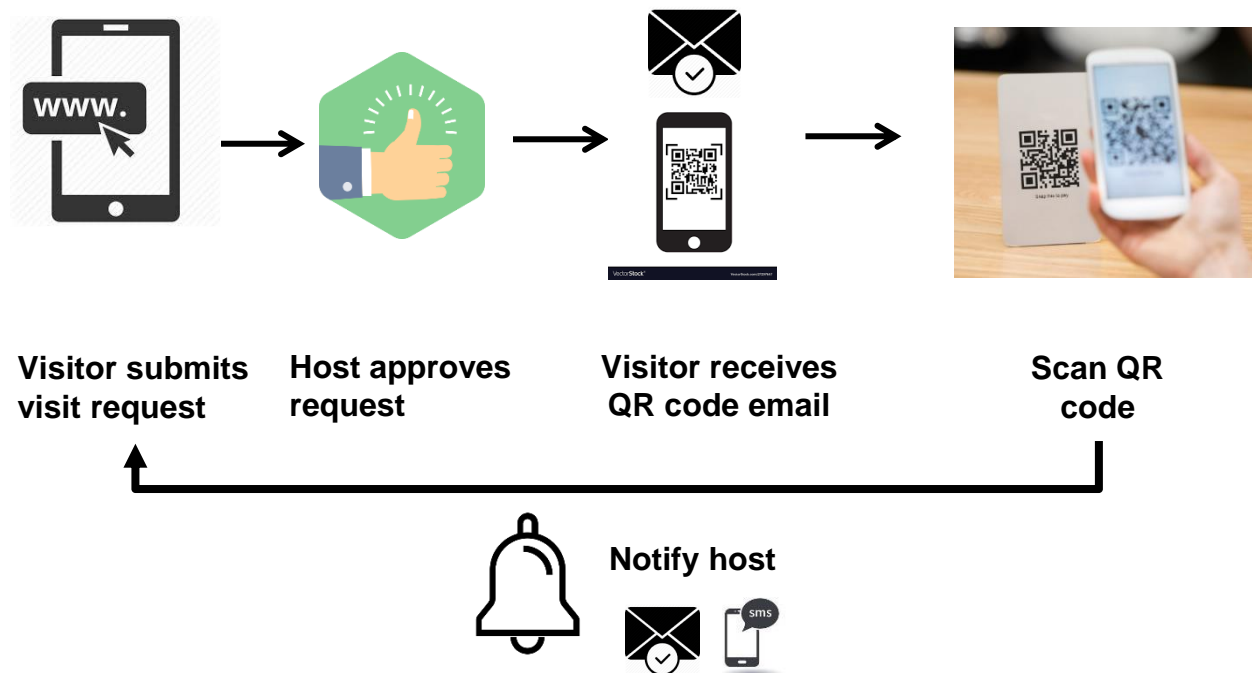 www.
VectorStock®
Visitor submits
visit request
Host approves
request
Visitor receives
QR code email
Scan QR
code
Notify host
sms